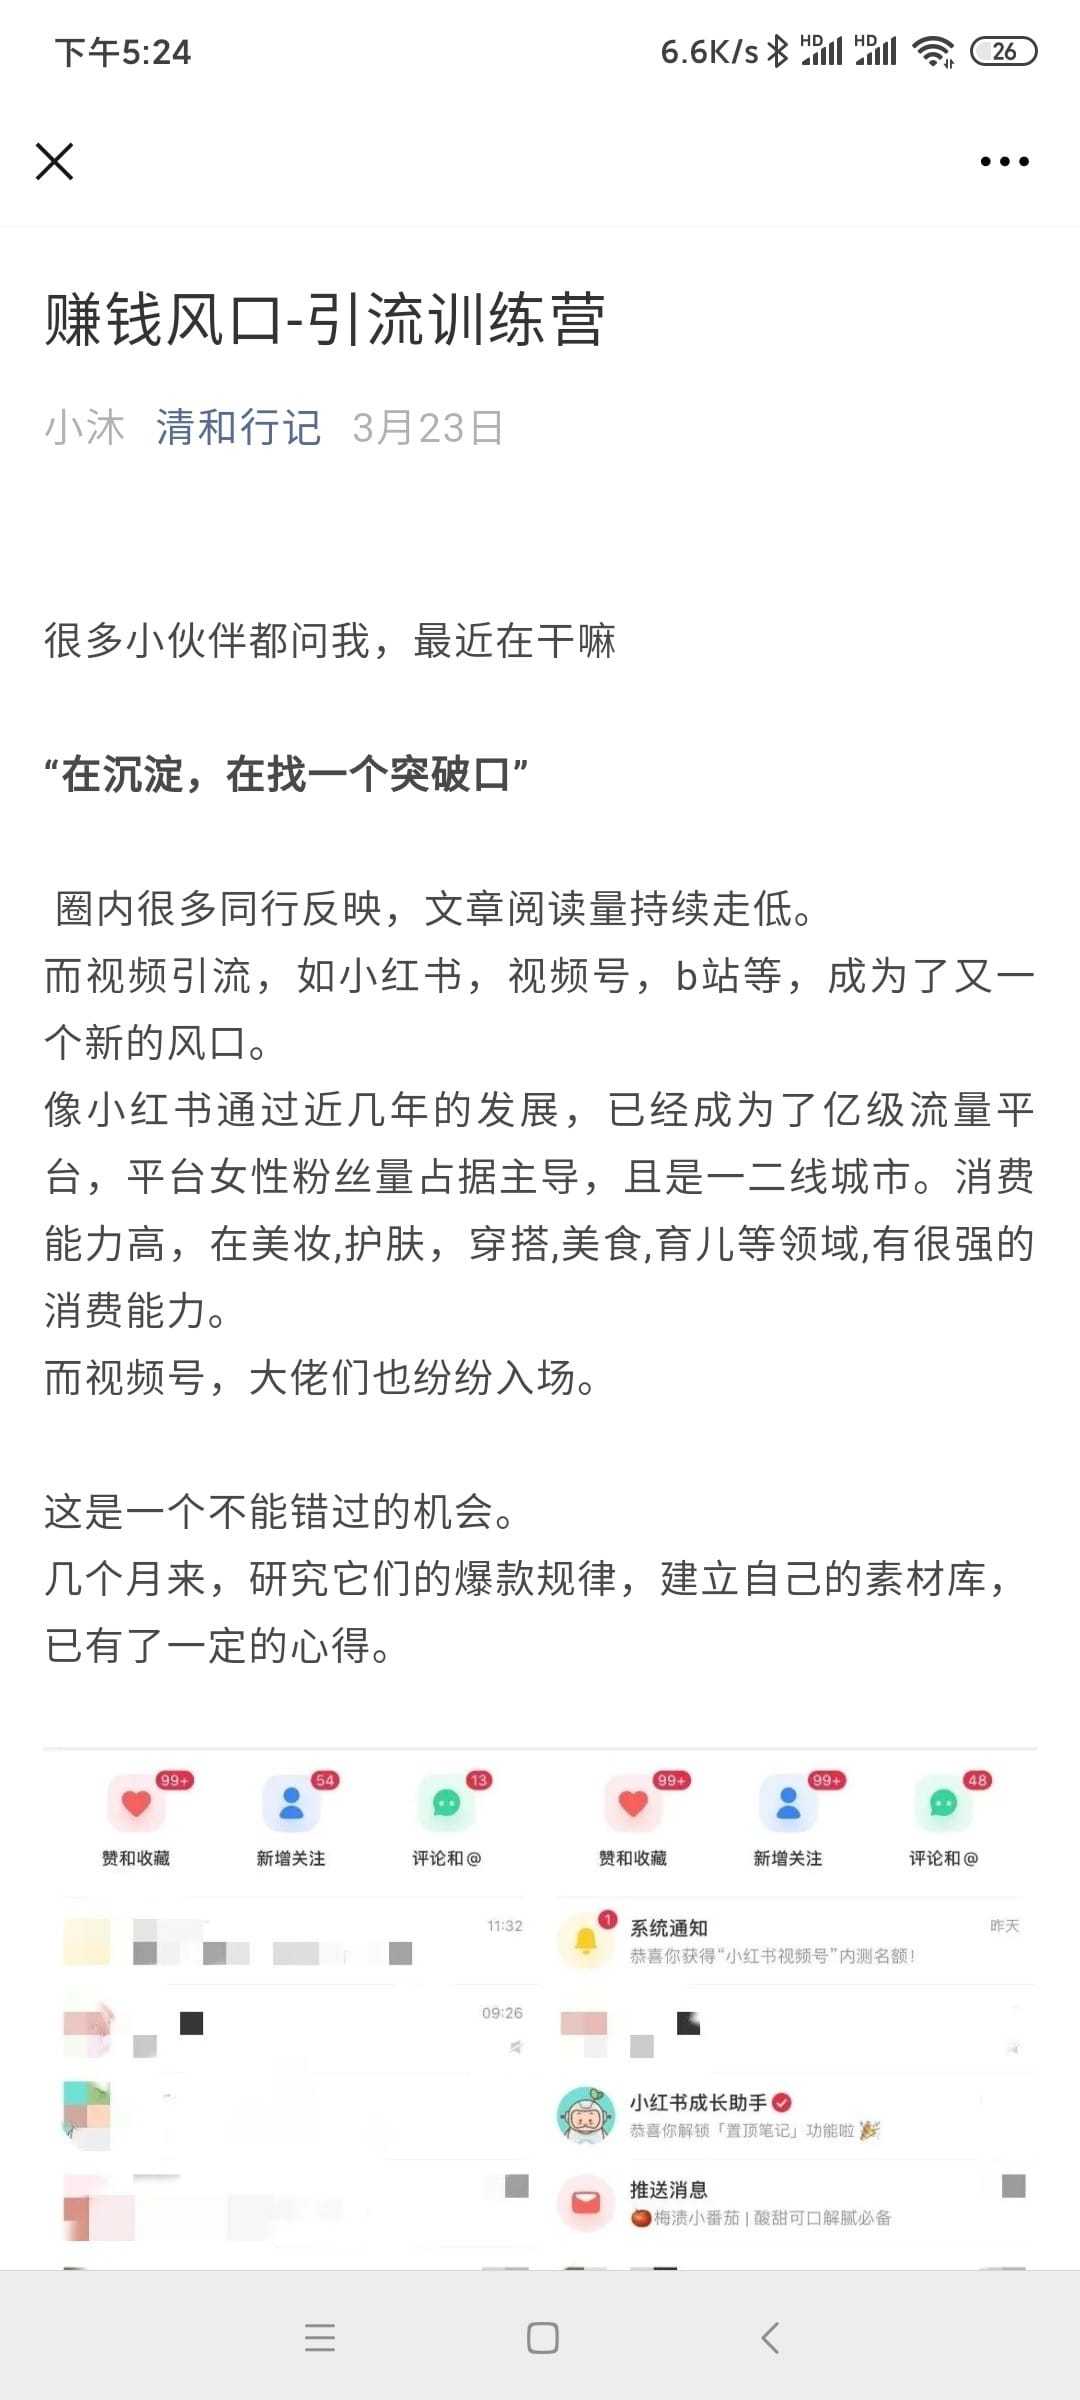 下午5:24 6.6K/s HD HD 26
赚钱风口-引流训练营
小沐 清和行记 3月23日
很多小伙伴都问我，最近在干嘛
“在沉淀，在找一个突破口”
圈内很多同行反映，文章阅读量持续走低。
而视频引流，如小红书，视频号，b站等，成为了又一
个新的风口。
像小红书通过近几年的发展，已经成为了亿级流量平
台，平台女性粉丝量占据主导，且是一二线城市。消费
能力高，在美妆,护肤，穿搭,美食,育儿等领域,有很强的
消费能力。
而视频号，大佬们也纷纷入场。
这是一个不能错过的机会。
几个月来，研究它们的爆款规律，建立自己的素材库，
已有了一定的心得。
99+ 54 13 99+ 99+ 48
赞和收藏 新增关注 评论和@ 赞和收藏 新增关注 评论和@
11:32 1 系统通知 昨天
恭喜你获得“小红书视频号”内测名额！
09:26
小红书成长助手
恭喜你解锁「置顶笔记」功能啦
推送消息
梅渍小番茄 | 酸甜可口解腻必备